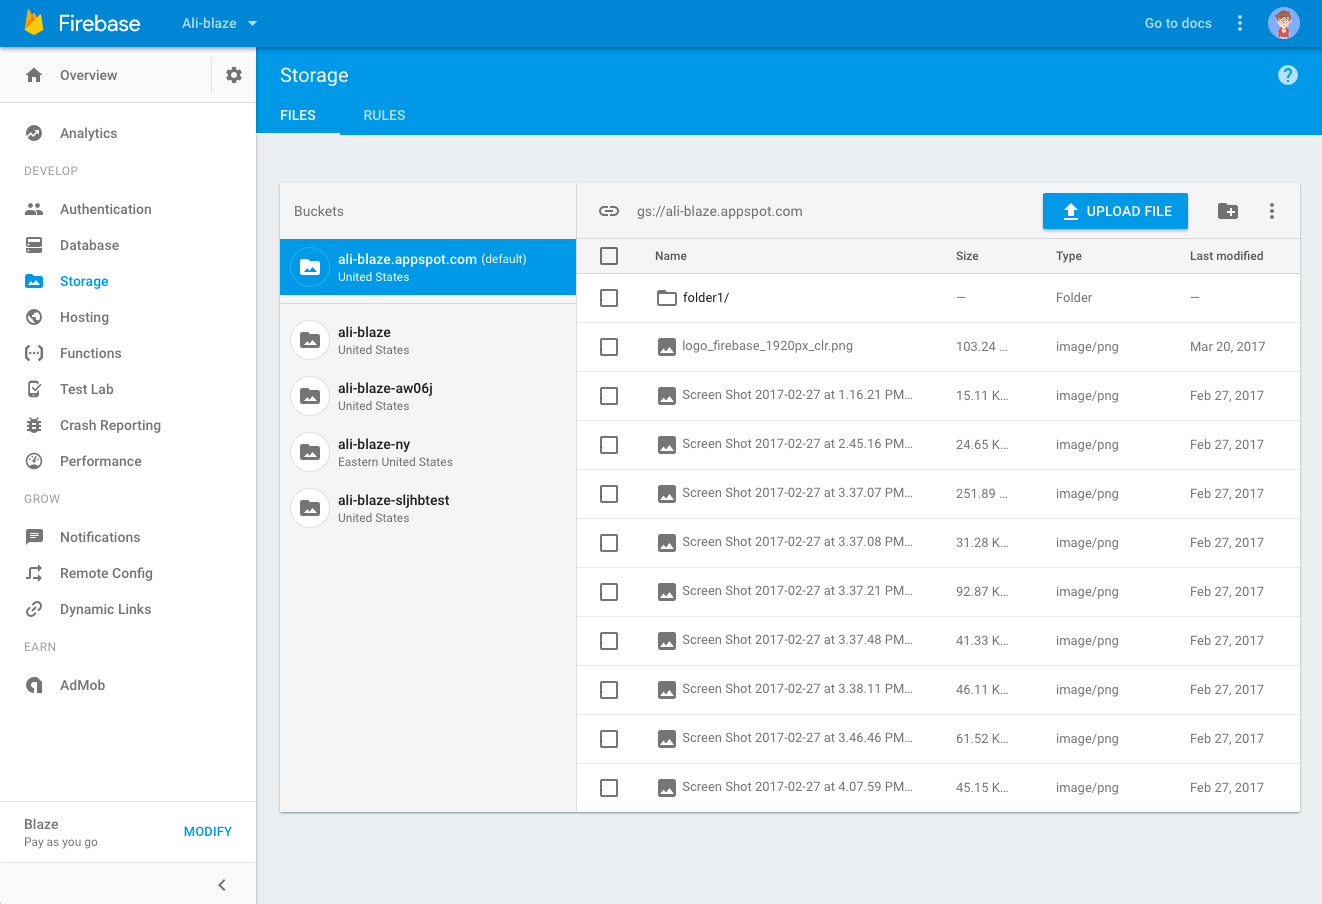 Firebase
Ali-blaze
Go to docs
Overview
Analytics
DEVELOP
Authentication
Database
Storage
Hosting
Functions
Test Lab
Crash Reporting
Performance
GROW
Notifications
Remote Config
Dynamic Links
EARN
AdMob
Blaze
Pay as you go
MODIFY
Storage
?
FILES RULES
Buckets
ali-blaze.appspot.com (default)
United States
ali-blaze
United States
ali-blaze-aw06j
United States
ali-blaze-ny
Eastern United States
ali-blaze-sljhbtest
United States
gs://ali-blaze.appspot.com
UPLOAD FILE
Name Size Type Last modified
folder1/ — Folder —
logo_firebase_1920px_clr.png 103.24 ... image/png Mar 20, 2017
Screen Shot 2017-02-27 at 1.16.21 PM... 15.11 K... image/png Feb 27, 2017
Screen Shot 2017-02-27 at 2.45.16 PM... 24.65 K... image/png Feb 27, 2017
Screen Shot 2017-02-27 at 3.37.07 PM... 251.89 ... image/png Feb 27, 2017
Screen Shot 2017-02-27 at 3.37.08 PM... 31.28 K... image/png Feb 27, 2017
Screen Shot 2017-02-27 at 3.37.21 PM... 92.87 K... image/png Feb 27, 2017
Screen Shot 2017-02-27 at 3.37.48 PM... 41.33 K... image/png Feb 27, 2017
Screen Shot 2017-02-27 at 3.38.11 PM... 46.11 K... image/png Feb 27, 2017
Screen Shot 2017-02-27 at 3.46.46 PM... 61.52 K... image/png Feb 27, 2017
Screen Shot 2017-02-27 at 4.07.59 PM... 45.15 K... image/png Feb 27, 2017